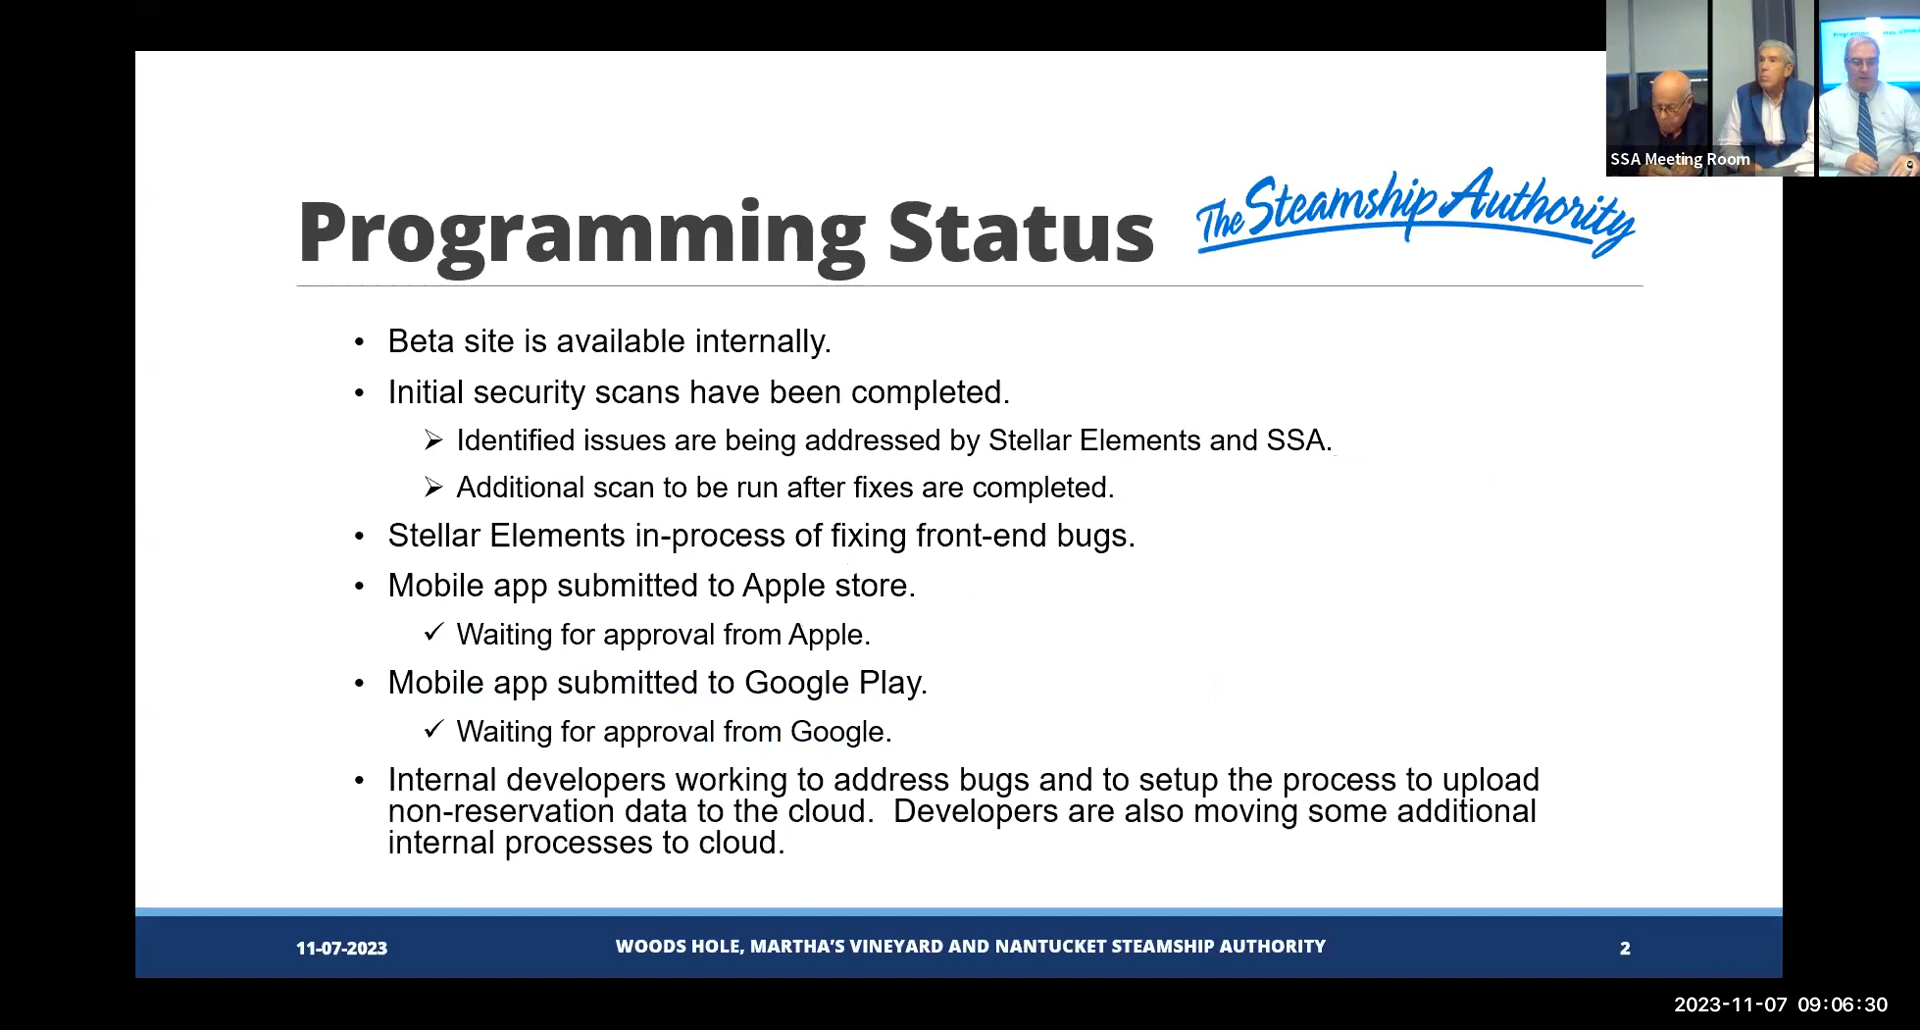 SSA Meeting Room
Programming Status
The Steamship Authority
• Beta site is available internally.
• Initial security scans have been completed.
➢ Identified issues are being addressed by Stellar Elements and SSA.
➢ Additional scan to be run after fixes are completed.
• Stellar Elements in-process of fixing front-end bugs.
• Mobile app submitted to Apple store.
✓ Waiting for approval from Apple.
• Mobile app submitted to Google Play.
✓ Waiting for approval from Google.
• Internal developers working to address bugs and to setup the process to upload
non-reservation data to the cloud.  Developers are also moving some additional
internal processes to cloud.
11-07-2023
WOODS HOLE, MARTHA'S VINEYARD AND NANTUCKET STEAMSHIP AUTHORITY
2
2023-11-07 09:06:30